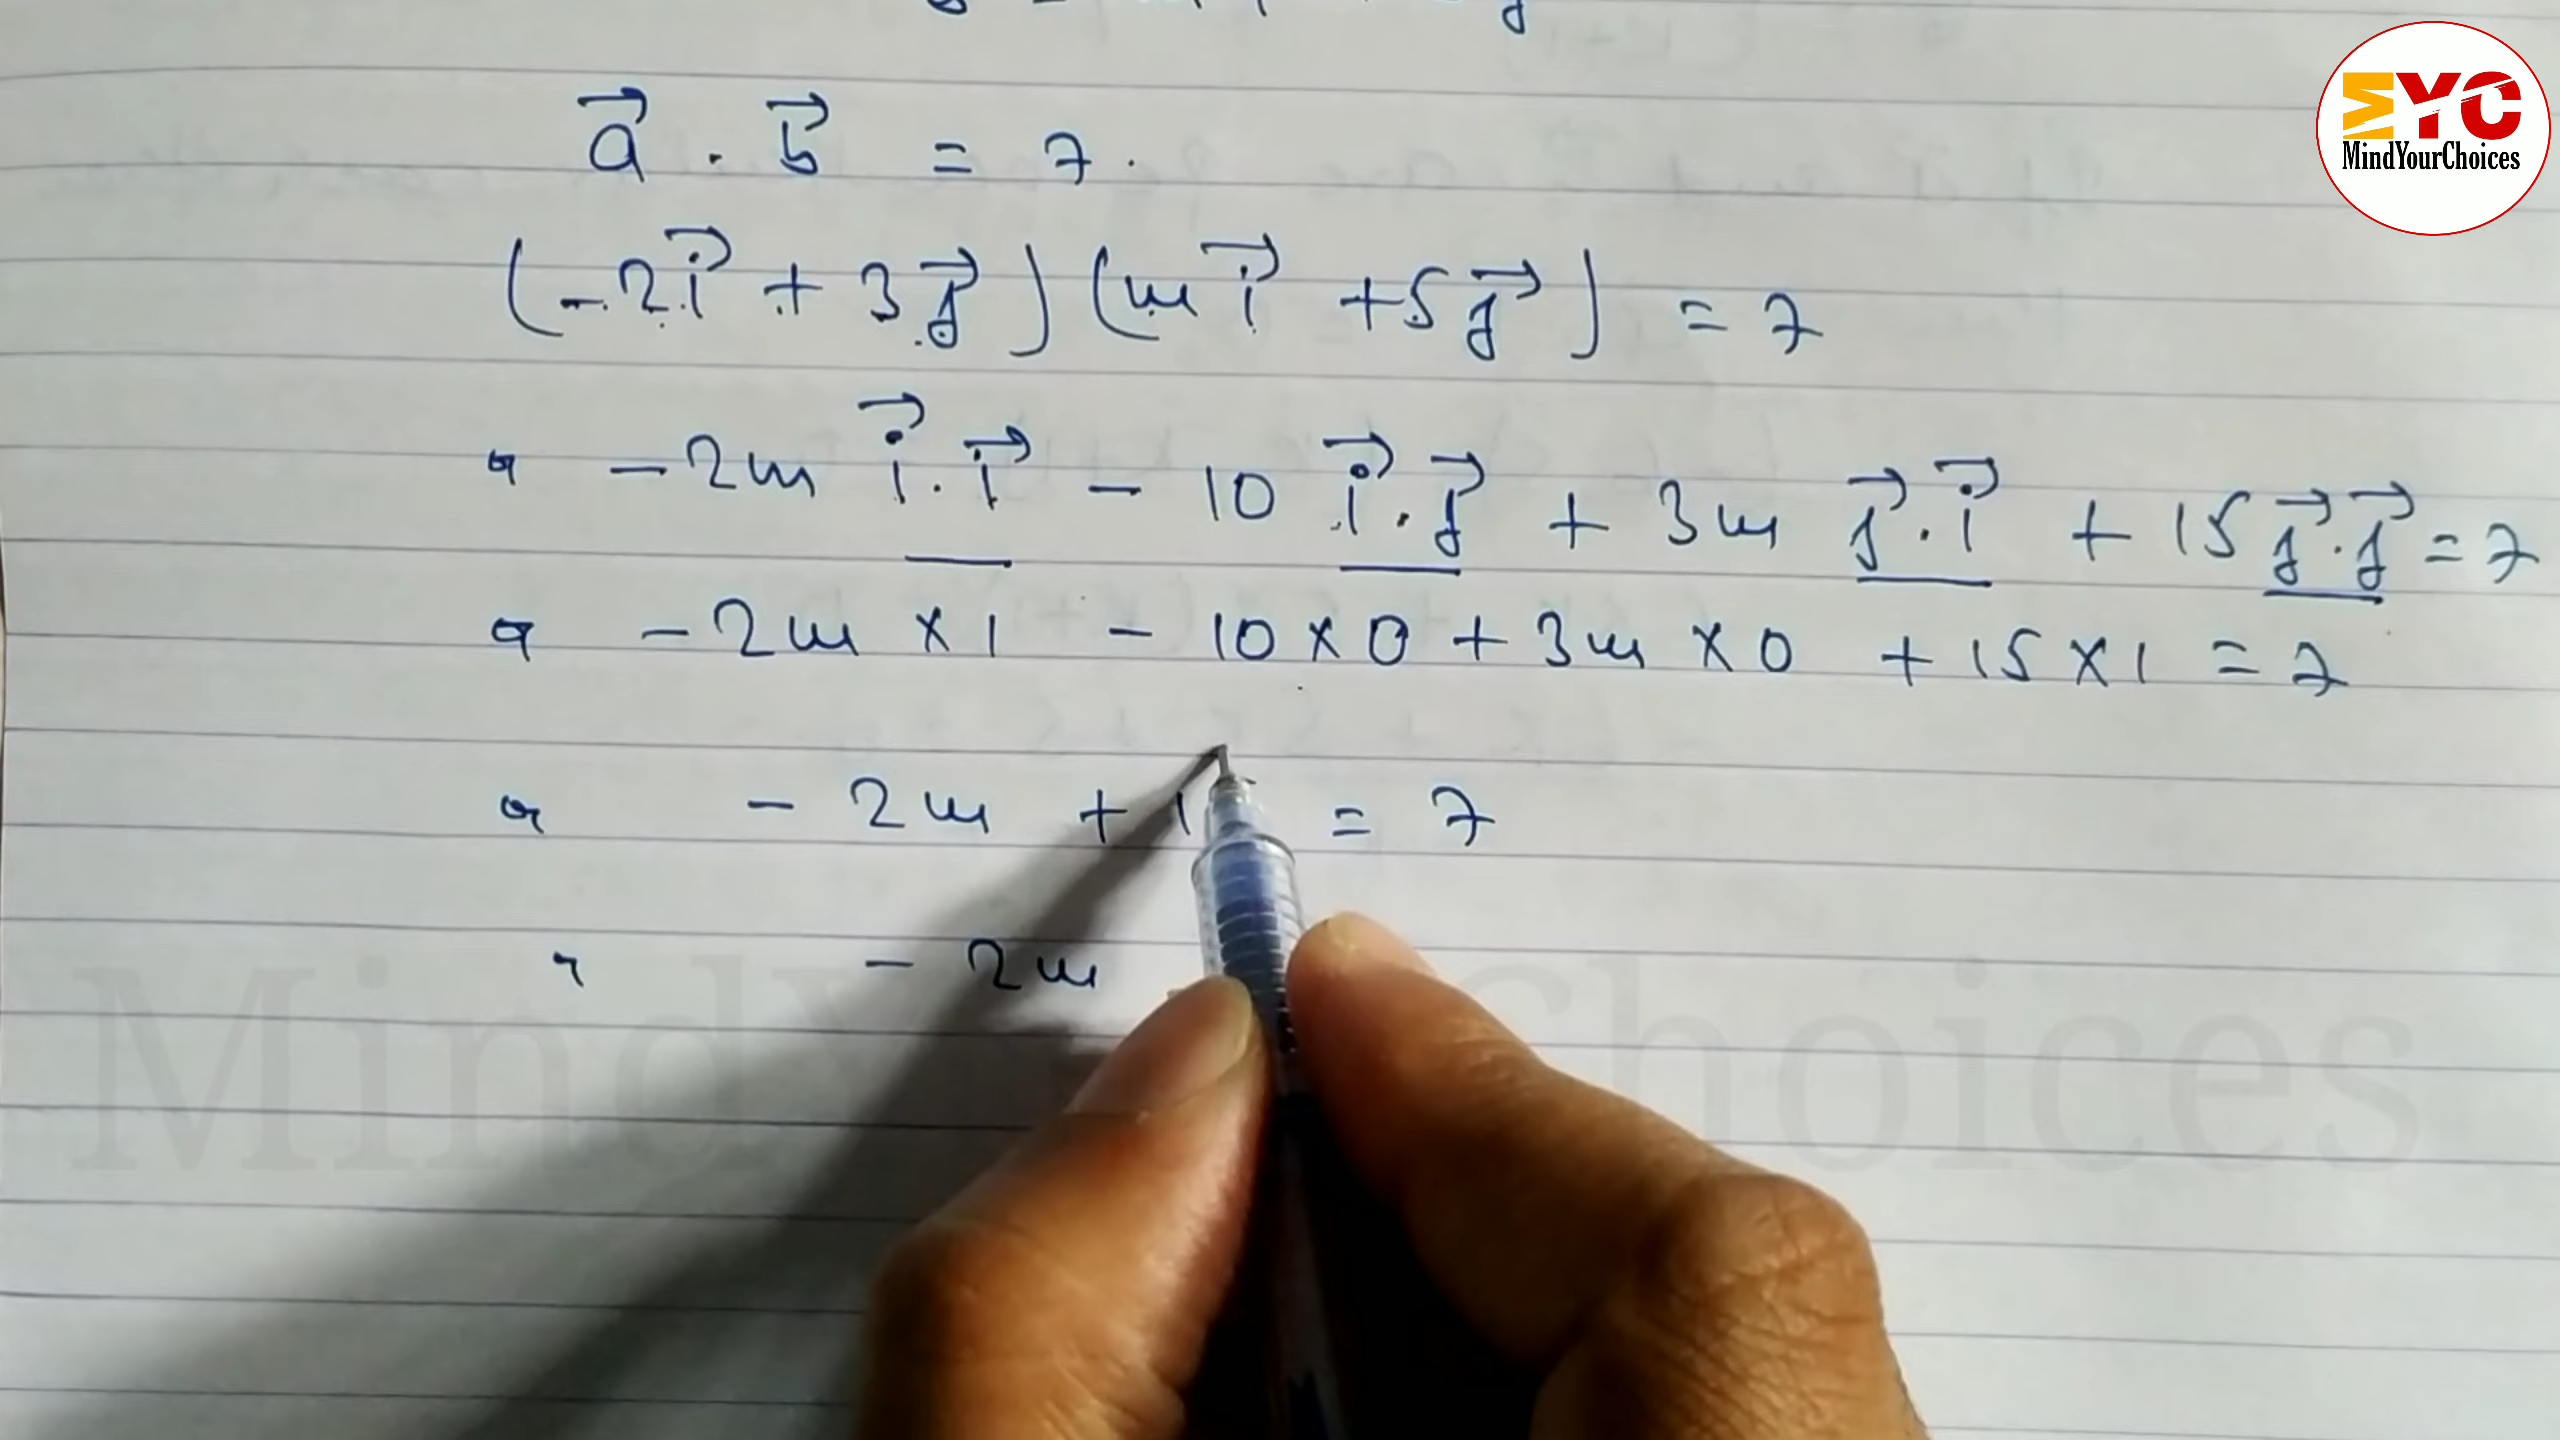 MYC
MindYourChoices
a⃗ . b⃗ = 7.
(-2i⃗ + 3j⃗) (mi⃗ + 5j⃗) = 7
or -2m i⃗.i⃗ - 10 i⃗.j⃗ + 3m j⃗.i⃗ + 15 j⃗.j⃗ = 7
or -2m × 1 - 10 × 0 + 3m × 0 + 15 × 1 = 7
or - 2m + 1 = 7
or - 2m